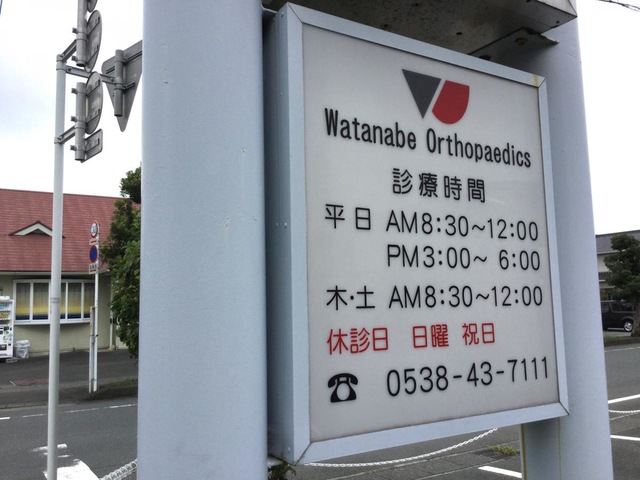 Watanabe Orthopaedics
診療時間
平日 AM8:30～12:00
PM3:00～ 6:00
木・土 AM8:30～12:00
休診日 日曜 祝日
☎ 0538-43-7111